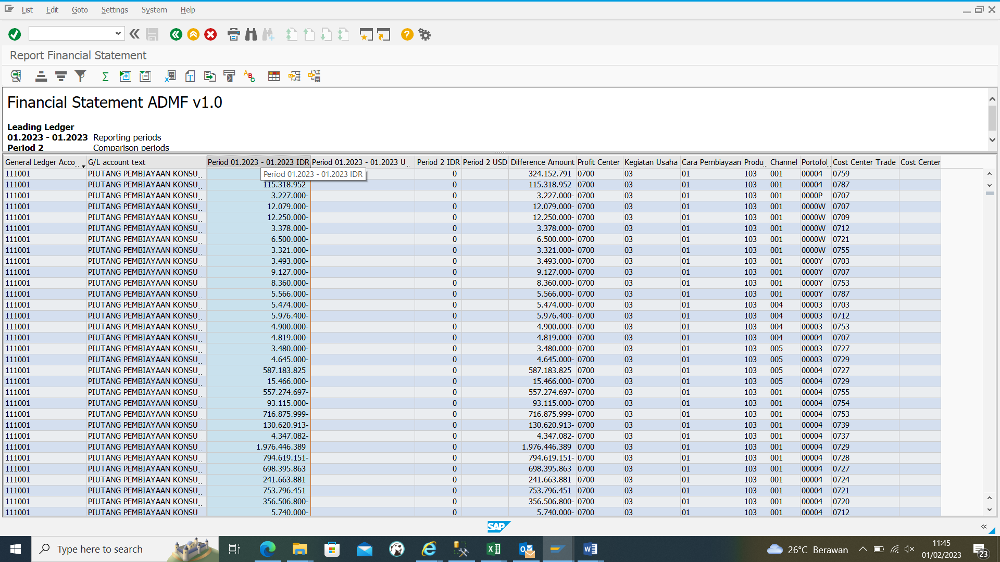 List Edit Goto Settings System Help
Report Financial Statement
Financial Statement ADMF v1.0
Leading Ledger
01.2023 - 01.2023 Reporting periods
Period 2 Comparison periods
General Ledger Acco... G/L account text Period 01.2023 - 01.2023 IDR Period 01.2023 - 01.2023 U... Period 2 IDR Period 2 USD Difference Amount Profit Center Kegiatan Usaha Cara Pembiayaan Produ... Channel Portofol... Cost Center Trade Cost Center
111001 PIUTANG PEMBIAYAAN KONSU... 0 324.152.791 0700 03 01 103 001 00004 0759
Period 01.2023 - 01.2023 IDR
111001 PIUTANG PEMBIAYAAN KONSU... 115.318.952 0 115.318.952 0700 03 01 103 001 00004 0787
111001 PIUTANG PEMBIAYAAN KONSU... 3.227.000- 0 3.227.000- 0700 03 01 103 001 0000P 0707
111001 PIUTANG PEMBIAYAAN KONSU... 12.079.000- 0 12.079.000- 0700 03 01 103 001 0000W 0707
111001 PIUTANG PEMBIAYAAN KONSU... 12.250.000- 0 12.250.000- 0700 03 01 103 001 0000W 0709
111001 PIUTANG PEMBIAYAAN KONSU... 3.378.000- 0 3.378.000- 0700 03 01 103 001 0000W 0712
111001 PIUTANG PEMBIAYAAN KONSU... 6.500.000- 0 6.500.000- 0700 03 01 103 001 0000W 0721
111001 PIUTANG PEMBIAYAAN KONSU... 3.321.000- 0 3.321.000- 0700 03 01 103 001 0000W 0755
111001 PIUTANG PEMBIAYAAN KONSU... 3.493.000- 0 3.493.000- 0700 03 01 103 001 0000Y 0703
111001 PIUTANG PEMBIAYAAN KONSU... 9.127.000- 0 9.127.000- 0700 03 01 103 001 0000Y 0707
111001 PIUTANG PEMBIAYAAN KONSU... 8.360.000- 0 8.360.000- 0700 03 01 103 001 0000Y 0753
111001 PIUTANG PEMBIAYAAN KONSU... 5.566.000- 0 5.566.000- 0700 03 01 103 001 0000Y 0787
111001 PIUTANG PEMBIAYAAN KONSU... 5.474.000- 0 5.474.000- 0700 03 01 103 004 00003 0703
111001 PIUTANG PEMBIAYAAN KONSU... 5.976.400- 0 5.976.400- 0700 03 01 103 004 00003 0712
111001 PIUTANG PEMBIAYAAN KONSU... 4.900.000- 0 4.900.000- 0700 03 01 103 004 00003 0753
111001 PIUTANG PEMBIAYAAN KONSU... 4.819.000- 0 4.819.000- 0700 03 01 103 004 00004 0707
111001 PIUTANG PEMBIAYAAN KONSU... 3.480.000- 0 3.480.000- 0700 03 01 103 005 00003 0727
111001 PIUTANG PEMBIAYAAN KONSU... 4.645.000- 0 4.645.000- 0700 03 01 103 005 00003 0729
111001 PIUTANG PEMBIAYAAN KONSU... 587.183.825 0 587.183.825 0700 03 01 103 005 00004 0727
111001 PIUTANG PEMBIAYAAN KONSU... 15.466.000- 0 15.466.000- 0700 03 01 103 005 00004 0729
111001 PIUTANG PEMBIAYAAN KONSU... 557.274.697- 0 557.274.697- 0700 03 01 103 001 00004 0755
111001 PIUTANG PEMBIAYAAN KONSU... 93.115.000- 0 93.115.000- 0700 03 01 103 001 00004 0754
111001 PIUTANG PEMBIAYAAN KONSU... 716.875.999- 0 716.875.999- 0700 03 01 103 001 00004 0753
111001 PIUTANG PEMBIAYAAN KONSU... 130.620.913- 0 130.620.913- 0700 03 01 103 001 00004 0739
111001 PIUTANG PEMBIAYAAN KONSU... 4.347.082- 0 4.347.082- 0700 03 01 103 001 00004 0737
111001 PIUTANG PEMBIAYAAN KONSU... 1.976.446.389 0 1.976.446.389 0700 03 01 103 001 00004 0729
111001 PIUTANG PEMBIAYAAN KONSU... 794.619.151- 0 794.619.151- 0700 03 01 103 001 00004 0728
111001 PIUTANG PEMBIAYAAN KONSU... 698.395.863 0 698.395.863 0700 03 01 103 001 00004 0727
111001 PIUTANG PEMBIAYAAN KONSU... 241.663.881 0 241.663.881 0700 03 01 103 001 00004 0724
111001 PIUTANG PEMBIAYAAN KONSU... 753.796.451 0 753.796.451 0700 03 01 103 001 00004 0721
111001 PIUTANG PEMBIAYAAN KONSU... 356.506.800- 0 356.506.800- 0700 03 01 103 001 00004 0720
111001 PIUTANG PEMBIAYAAN KONSU 5.740.000- 0 5.740.000- 0700 03 01 103 001 00004 0712
SAP
Type here to search
26°C Berawan
11:45
01/02/2023
23